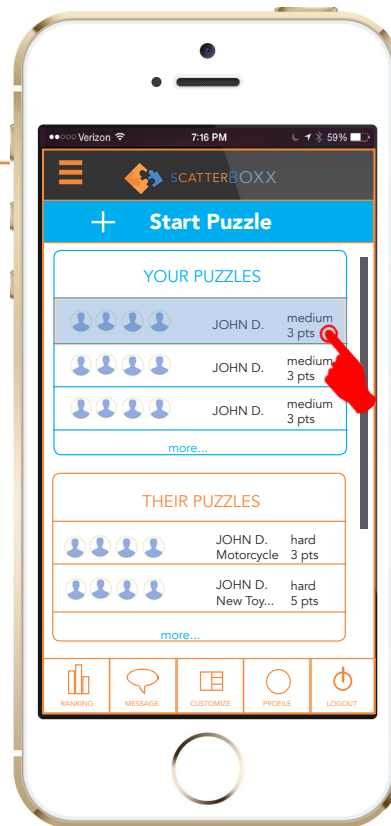 Verizon 7:16 PM 59%
SCATTERBOXX
+ Start Puzzle
YOUR PUZZLES
JOHN D. medium
3 pts
JOHN D. medium
3 pts
JOHN D. medium
3 pts
more...
THEIR PUZZLES
JOHN D. hard
Motorcycle 3 pts
JOHN D. hard
New Toy... 5 pts
more...
RANKING MESSAGE CUSTOMIZE PROFILE LOGOUT